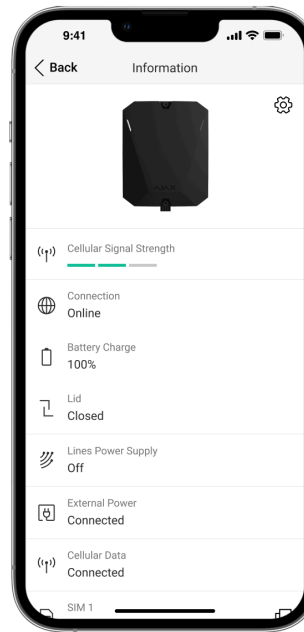 9:41
Back
Information
AJAX
Cellular Signal Strength
Connection
Online
Battery Charge
100%
Lid
Closed
Lines Power Supply
Off
External Power
Connected
Cellular Data
Connected
SIM 1